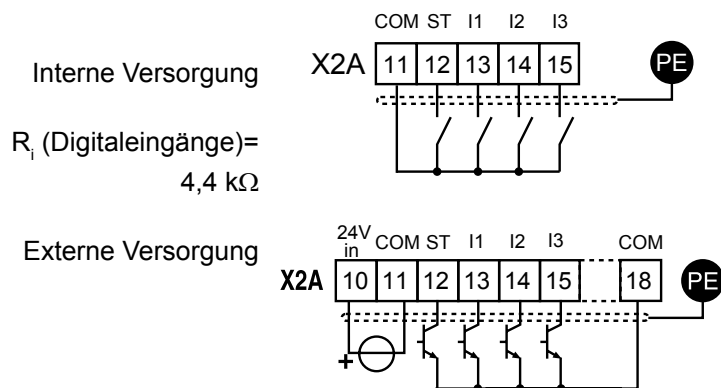 COM ST I1 I2 I3
Interne Versorgung X2A 11 12 13 14 15 PE
Ri (Digitaleingänge)=
4,4 kΩ
Externe Versorgung
24V
in COM ST I1 I2 I3 COM
X2A 10 11 12 13 14 15 18 PE
+